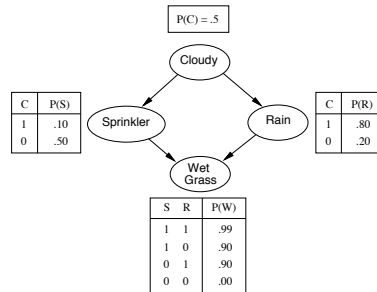 P(C) = .5
Cloudy
C P(S)
1 .10
0 .50
Sprinkler
Rain
C P(R)
1 .80
0 .20
Wet
Grass
S R P(W)
1 1 .99
1 0 .90
0 1 .90
0 0 .00